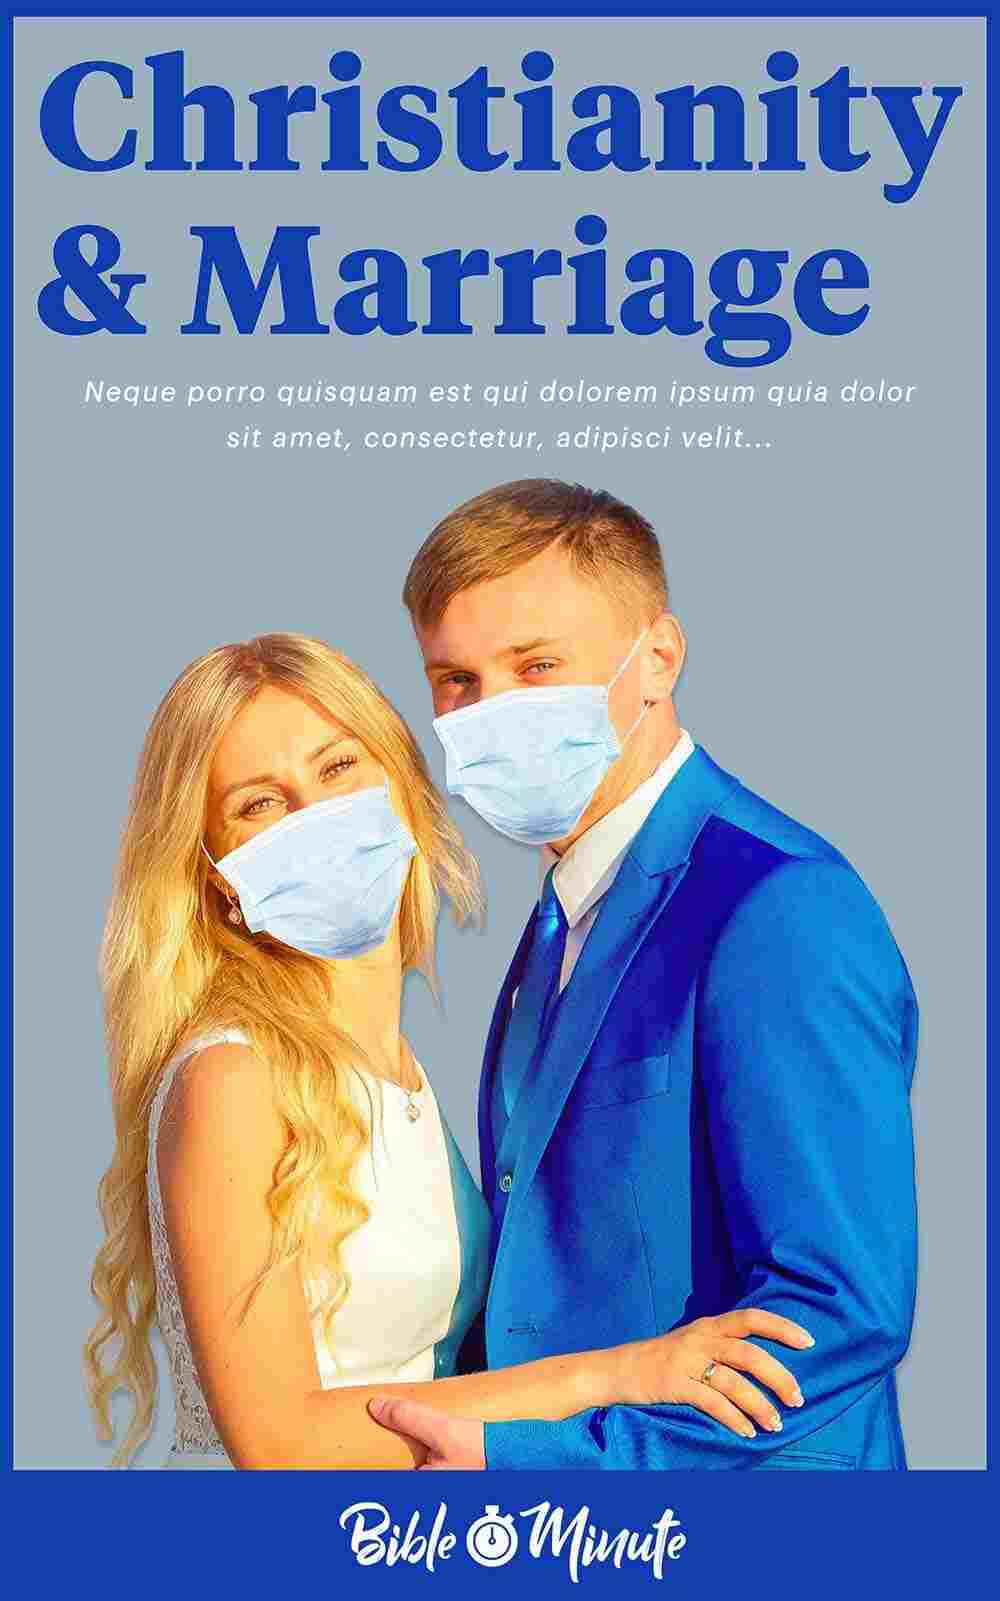 Christianity
& Marriage
Neque porro quisquam est qui dolorem ipsum quia dolor
sit amet, consectetur, adipisci velit...
Bible Minute